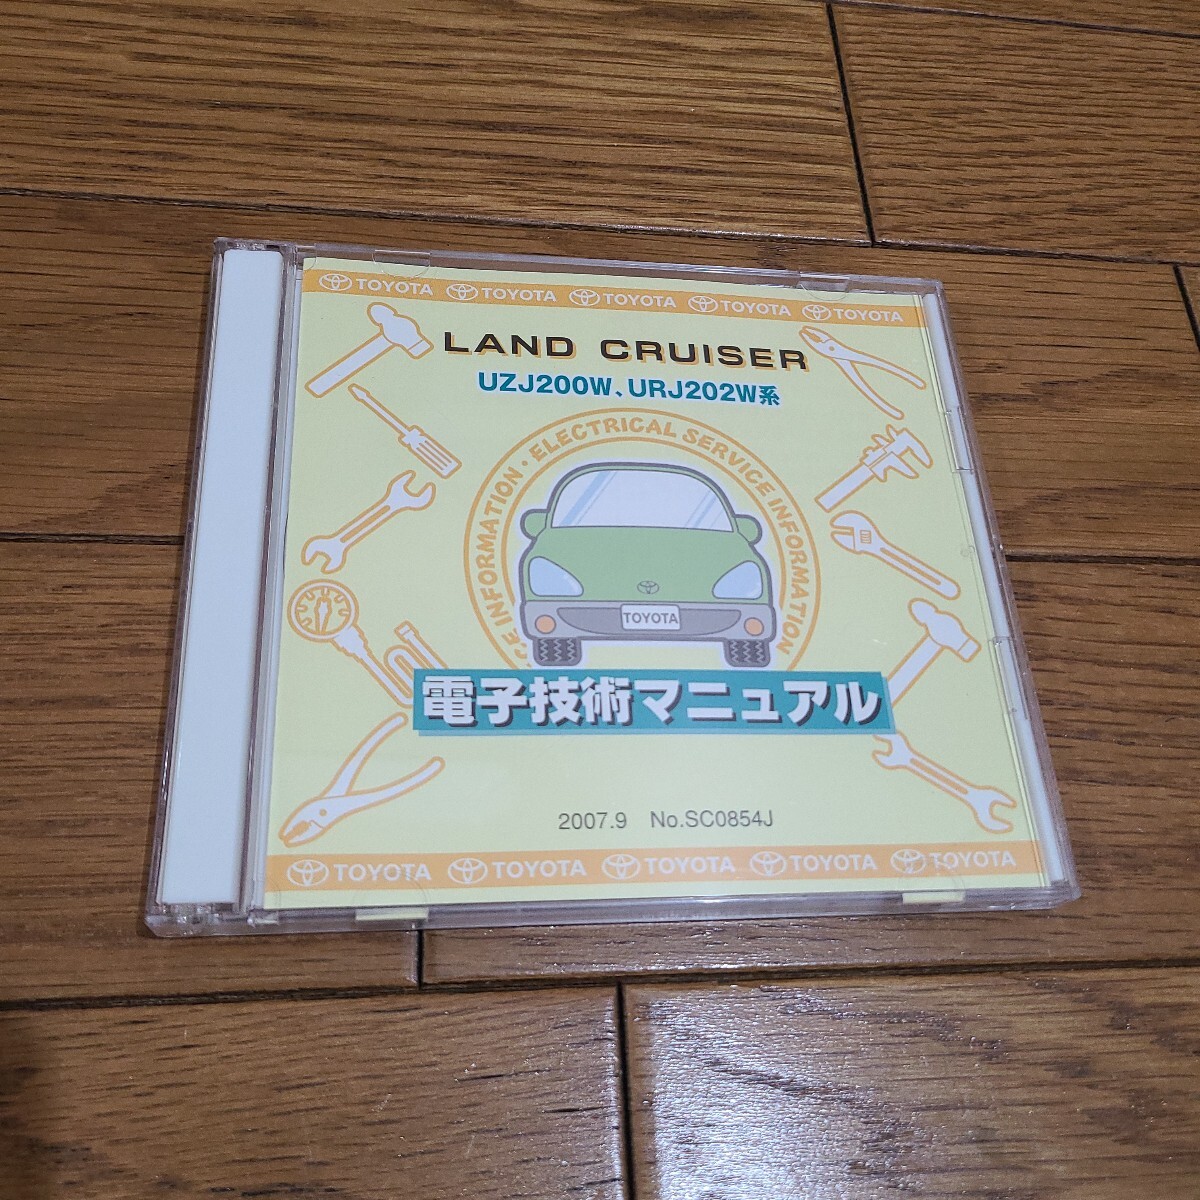 TOYOTA TOYOTA TOYOTA TOYOTA TOYOTA
LAND CRUISER
UZJ200W、URJ202W系
CE INFORMATION・ELECTRICAL SERVICE INFORMATION
TOYOTA
電子技術マニュアル
2007.9 No.SC0854J
TOYOTA TOYOTA TOYOTA TOYOTA TOYOTA